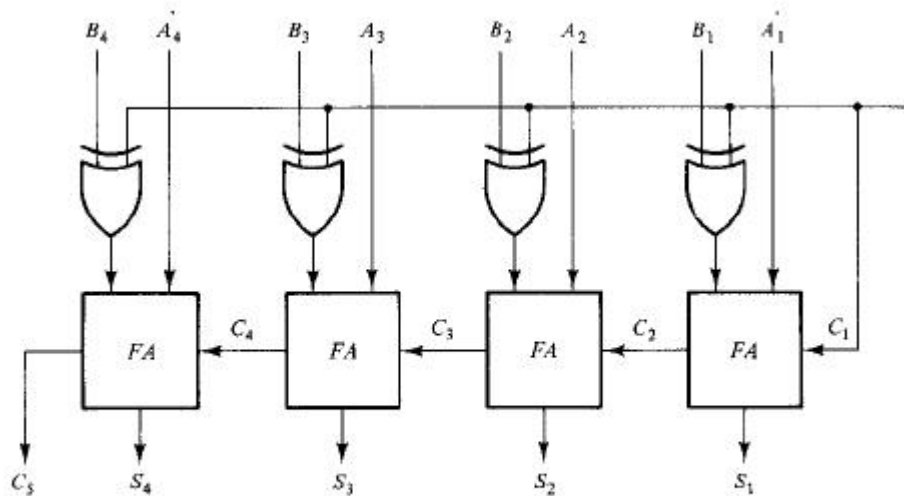 B₄ A₄ B₃ A₃ B₂ A₂ B₁ A₁
FA C₄ FA C₃ FA C₂ FA C₁
C₅ S₄ S₃ S₂ S₁